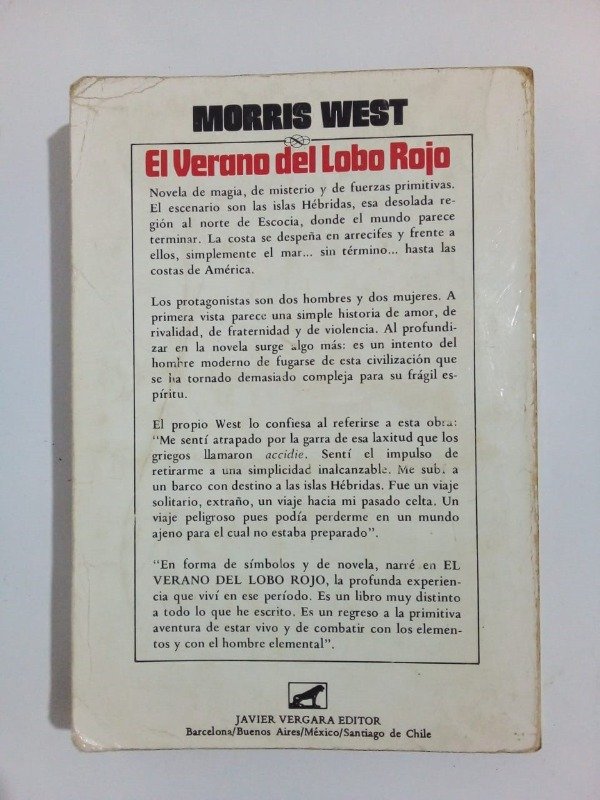 MORRIS WEST
El Verano del Lobo Rojo
Novela de magia, de misterio y de fuerzas primitivas.
El escenario son las islas Hébridas, esa desolada re-
gión al norte de Escocia, donde el mundo parece
terminar. La costa se despeña en arrecifes y frente a
ellos, simplemente el mar... sin término... hasta las
costas de América.
Los protagonistas son dos hombres y dos mujeres. A
primera vista parece una simple historia de amor, de
rivalidad, de fraternidad y de violencia. Al profundi-
zar en la novela surge algo más: es un intento del
hombre moderno de fugarse de esta civilización que
se ha tornado demasiado compleja para su frágil es-
píritu.
El propio West lo confiesa al referirse a esta obra:
"Me sentí atrapado por la garra de esa laxitud que los
griegos llamaron accidie. Sentí el impulso de
retirarme a una simplicidad inalcanzable. Me subí a
un barco con destino a las islas Hébridas. Fue un viaje
solitario, extraño, un viaje hacia mi pasado celta. Un
viaje peligroso pues podía perderme en un mundo
ajeno para el cual no estaba preparado".
"En forma de símbolos y de novela, narré en EL
VERANO DEL LOBO ROJO, la profunda experien-
cia que viví en ese período. Es un libro muy distinto
a todo lo que he escrito. Es un regreso a la primitiva
aventura de estar vivo y de combatir con los elemen-
tos y con el hombre elemental".
JAVIER VERGARA EDITOR
Barcelona/Buenos Aires/México/Santiago de Chile